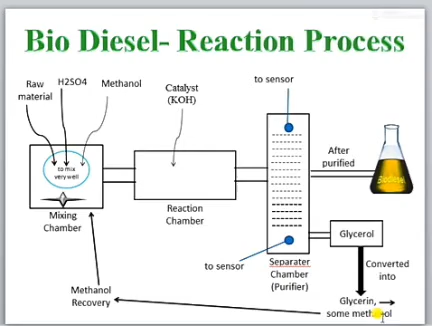 Bio Diesel- Reaction Process
Raw
material
H2SO4
Methanol
Catalyst
(KOH)
to sensor
to mix
very well
Mixing
Chamber
Reaction
Chamber
After
purified
Biodiesel
Glycerol
to sensor
Separater
Chamber
(Purifier)
Converted
into
Methanol
Recovery
Glycerin,
some methanol